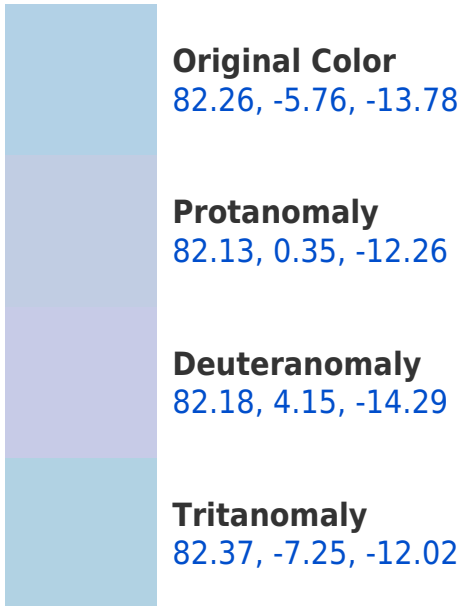 Original Color
82.26, -5.76, -13.78
Protanomaly
82.13, 0.35, -12.26
Deuteranomaly
82.18, 4.15, -14.29
Tritanomaly
82.37, -7.25, -12.02